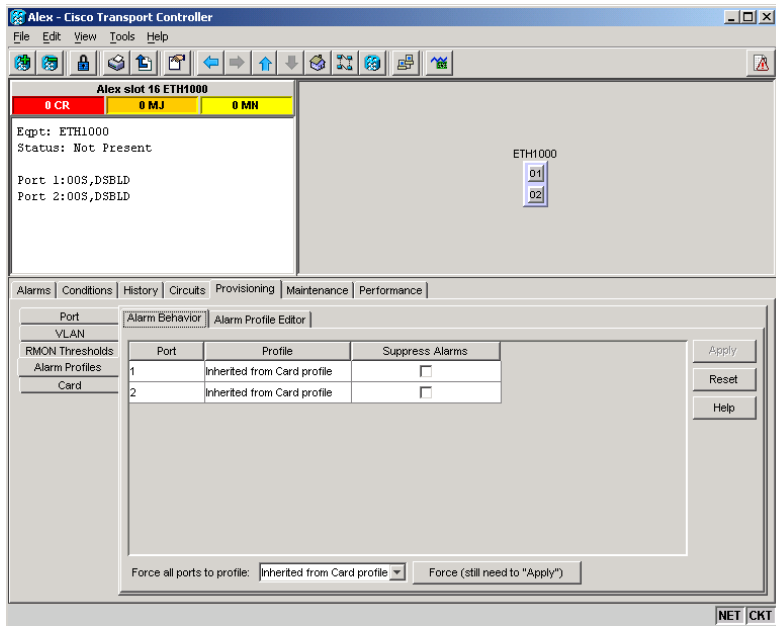 Alex - Cisco Transport Controller
File Edit View Tools Help
Alex slot 16 ETH1000
0 CR 0 MJ 0 MN
Eqpt: ETH1000
Status: Not Present
Port 1:OOS,DSBLD
Port 2:OOS,DSBLD
ETH1000
01
02
Alarms Conditions History Circuits Provisioning Maintenance Performance
Port
VLAN
RMON Thresholds
Alarm Profiles
Card
Alarm Behavior Alarm Profile Editor
Port Profile Suppress Alarms
1 Inherited from Card profile
2 Inherited from Card profile
Apply
Reset
Help
Force all ports to profile: Inherited from Card profile Force (still need to "Apply")
NET CKT